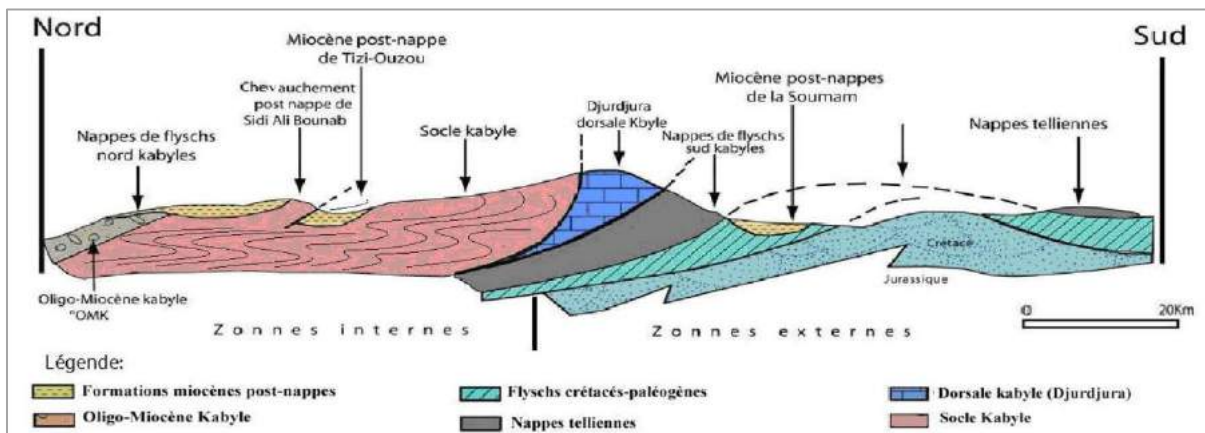 Nord
Sud
Miocène post-nappe
de Tizi-Ouzou
Miocène post-nappes
de la Soumam
Chevauchement
post nappe de
Sidi Ali Bounab
Djurdjura
dorsale Kbyle
Nappes de flyschs
nord kabyles
Socle kabyle
Nappes de flyschs
sud kabyles
Nappes telliennes
Crétacé
Jurassique
Oligo-Miocène kabyle
"OMK
0
20Km
Zonnes internes
Zonnes externes
Légende:
Formations miocènes post-nappes
Flyschs crétacés-paléogènes
Dorsale kabyle (Djurdjura)
Oligo-Miocène Kabyle
Nappes telliennes
Socle Kabyle